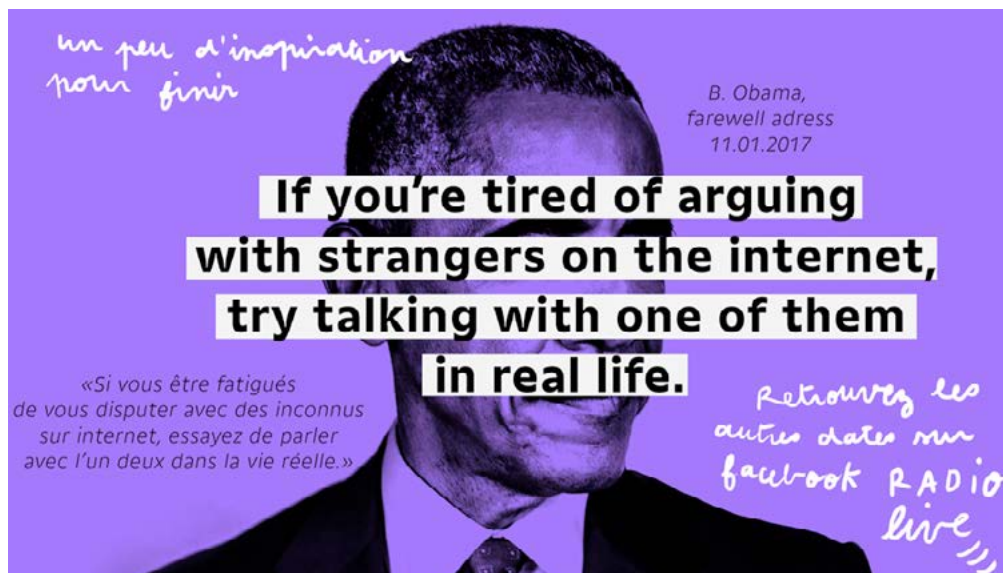 un peu d'inspiration
pour finir
B. Obama,
farewell adress
11.01.2017
If you're tired of arguing
with strangers on the internet,
try talking with one of them
in real life.
«Si vous être fatigués
de vous disputer avec des inconnus
sur internet, essayez de parler
avec l'un deux dans la vie réelle.»
Retrouvez les
autres dates sur
facebook RADIO
live